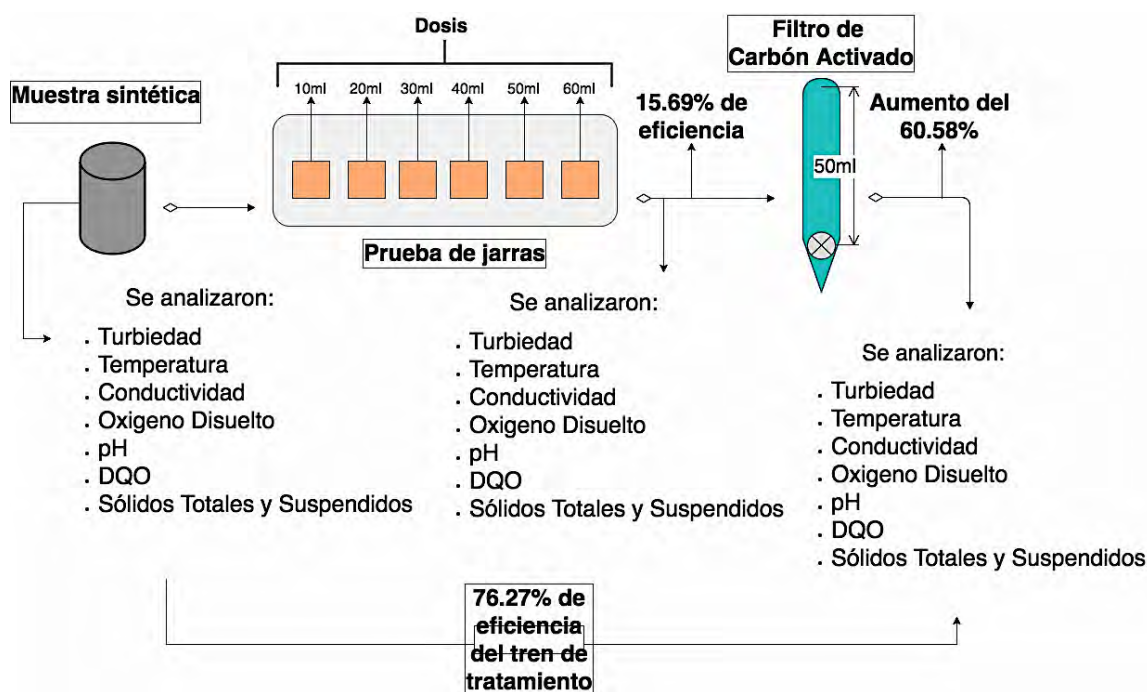 Muestra sintética
Dosis
10ml 20ml 30ml 40ml 50ml 60ml
Prueba de jarras
15.69% de
eficiencia
Filtro de
Carbón Activado
50ml
Aumento del
60.58%
Se analizaron:
. Turbiedad
. Temperatura
. Conductividad
. Oxigeno Disuelto
. pH
. DQO
. Sólidos Totales y Suspendidos
Se analizaron:
. Turbiedad
. Temperatura
. Conductividad
. Oxigeno Disuelto
. pH
. DQO
. Sólidos Totales y Suspendidos
Se analizaron:
. Turbiedad
. Temperatura
. Conductividad
. Oxigeno Disuelto
. pH
. DQO
. Sólidos Totales y Suspendidos
76.27% de
eficiencia
del tren de
tratamiento